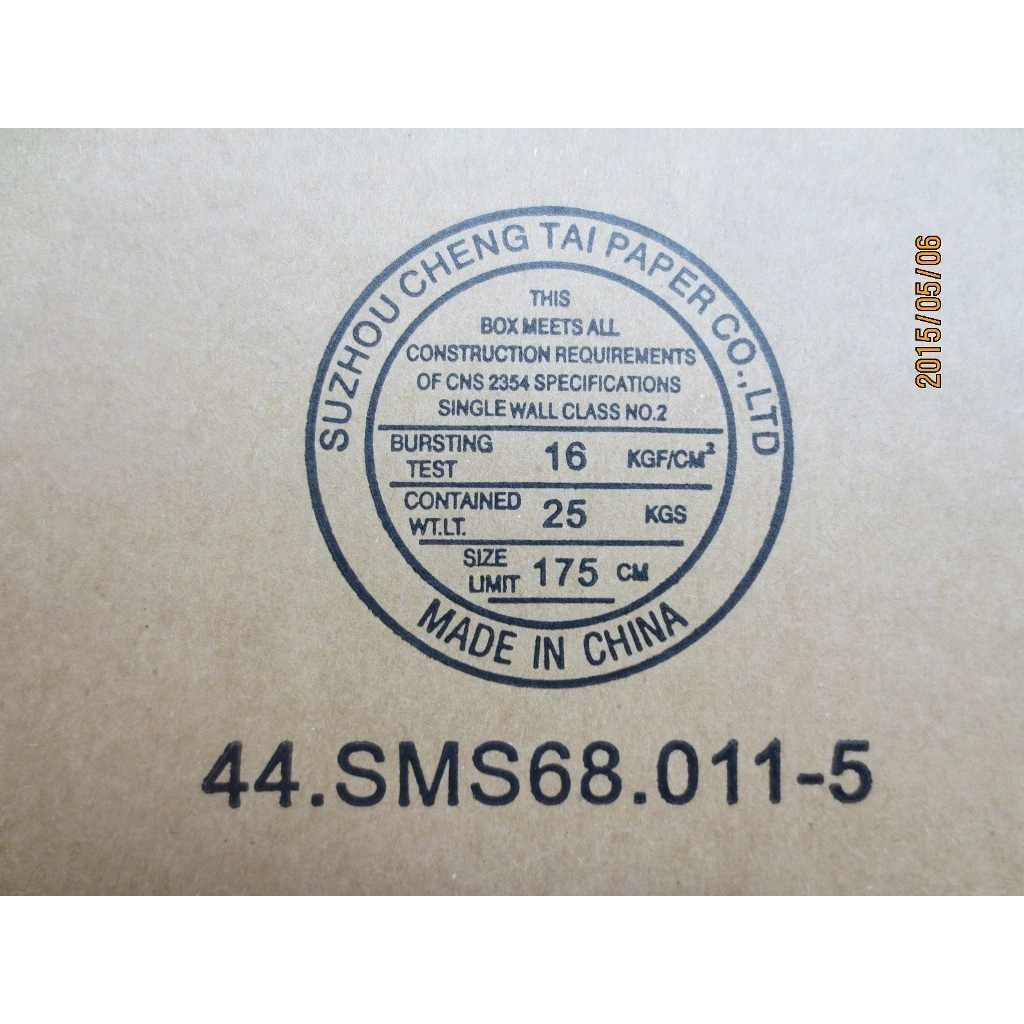 SUZHOU CHENG TAI PAPER CO.,LTD
THIS
BOX MEETS ALL
CONSTRUCTION REQUIREMENTS
OF CNS 2354 SPECIFICATIONS
SINGLE WALL CLASS NO.2
BURSTING TEST 16 KGF/CM²
CONTAINED WT.LT. 25 KGS
SIZE LIMIT 175 CM
MADE IN CHINA
44.SMS68.011-5
2015/05/06